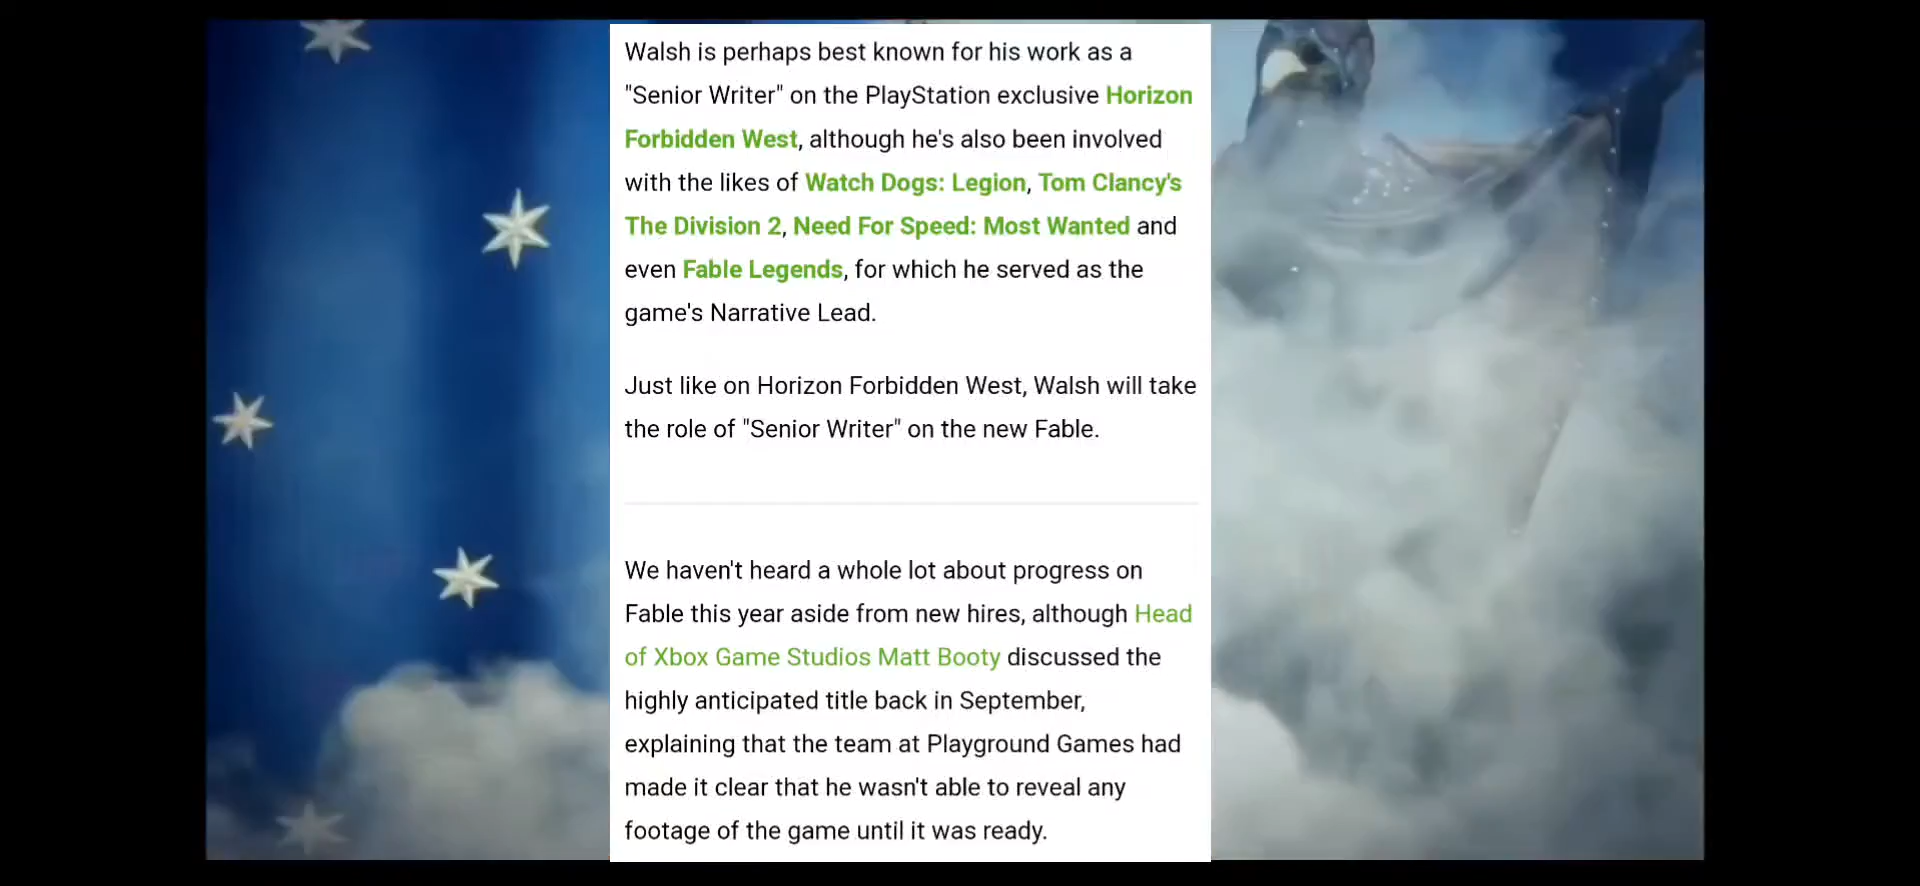 Walsh is perhaps best known for his work as a
"Senior Writer" on the PlayStation exclusive Horizon
Forbidden West, although he's also been involved
with the likes of Watch Dogs: Legion, Tom Clancy's
The Division 2, Need For Speed: Most Wanted and
even Fable Legends, for which he served as the
game's Narrative Lead.
Just like on Horizon Forbidden West, Walsh will take
the role of "Senior Writer" on the new Fable.
We haven't heard a whole lot about progress on
Fable this year aside from new hires, although Head
of Xbox Game Studios Matt Booty discussed the
highly anticipated title back in September,
explaining that the team at Playground Games had
made it clear that he wasn't able to reveal any
footage of the game until it was ready.